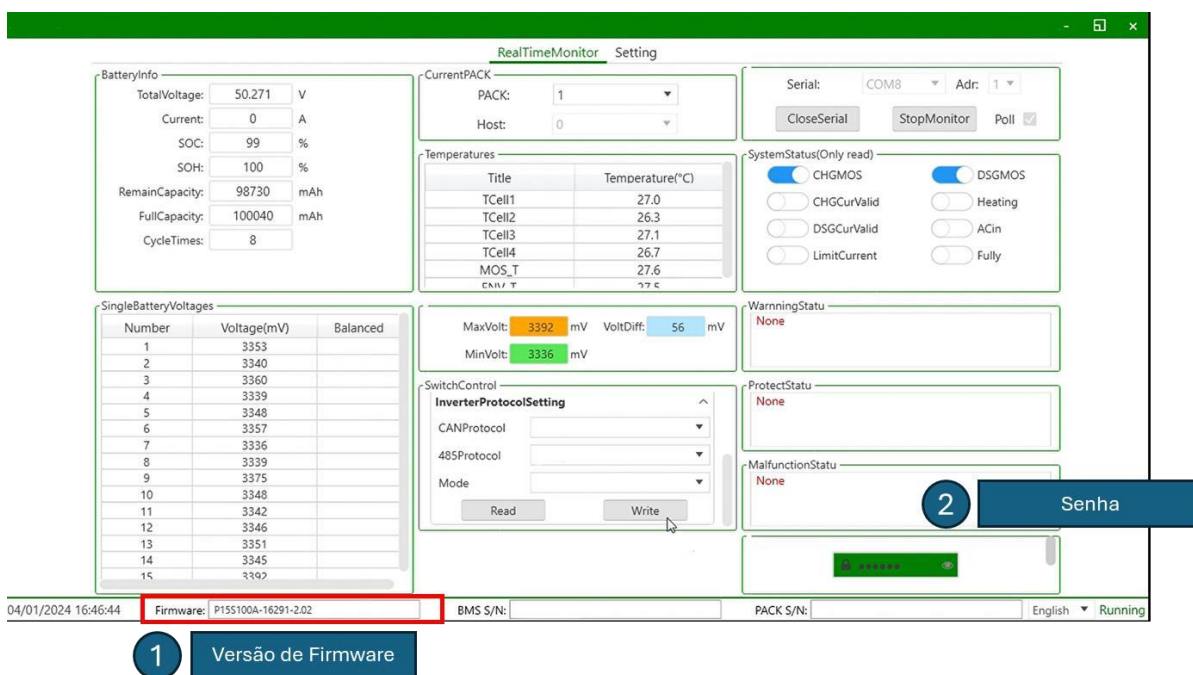 RealTimeMonitor Setting
BatteryInfo
TotalVoltage: 50.271 V
Current: 0 A
SOC: 99 %
SOH: 100 %
RemainCapacity: 98730 mAh
FullCapacity: 100040 mAh
CycleTimes: 8
CurrentPACK
PACK: 1
Host: 0
Serial: COM8 Adr: 1
CloseSerial StopMonitor Poll
Temperatures
Title Temperature(°C)
TCell1 27.0
TCell2 26.3
TCell3 27.1
TCell4 26.7
MOS_T 27.6
ENV_T 27.5
SystemStatus(Only read)
CHGMOS DSGMOS
CHGCurValid Heating
DSGCurValid ACin
LimitCurrent Fully
SingleBatteryVoltages
Number Voltage(mV) Balanced
1 3353
2 3340
3 3360
4 3339
5 3348
6 3357
7 3336
8 3339
9 3375
10 3348
11 3342
12 3346
13 3351
14 3345
15 3392
MaxVolt: 3392 mV VoltDiff: 56 mV
MinVolt: 3336 mV
SwitchControl
InverterProtocolSetting
CANProtocol
485Protocol
Mode
Read Write
WarnningStatu
None
ProtectStatu
None
MalfunctionStatu
None
2 Senha
04/01/2024 16:46:44 Firmware: P15S100A-16291-2.02 BMS S/N: PACK S/N: English Running
1 Versão de Firmware